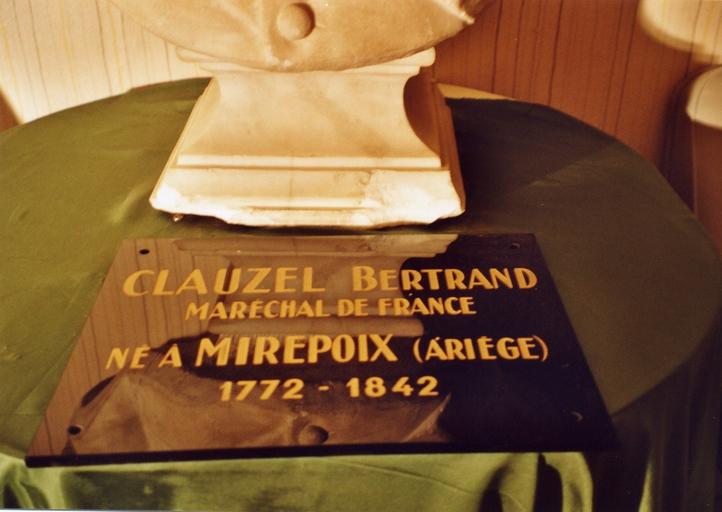 CLAUZEL BERTRAND
MARÉCHAL DE FRANCE
NÉ A MIREPOIX (ARIÈGE)
1772 - 1842